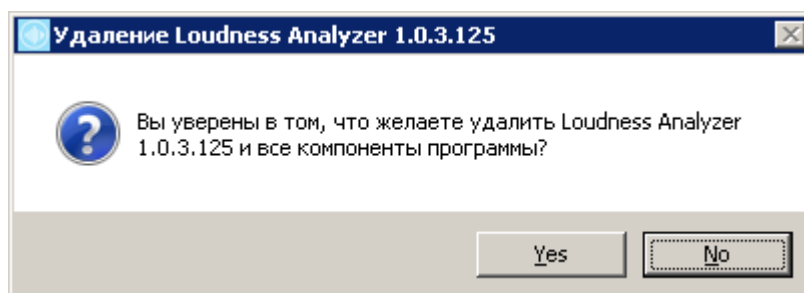 Удаление Loudness Analyzer 1.0.3.125
Вы уверены в том, что желаете удалить Loudness Analyzer
1.0.3.125 и все компоненты программы?
Yes
No